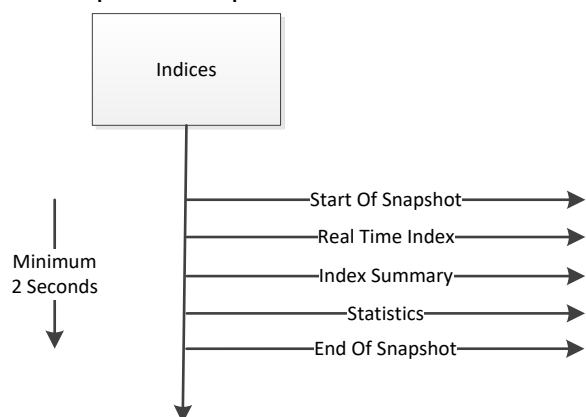 Indices
Start Of Snapshot
Real Time Index
Minimum
2 Seconds
Index Summary
Statistics
End Of Snapshot